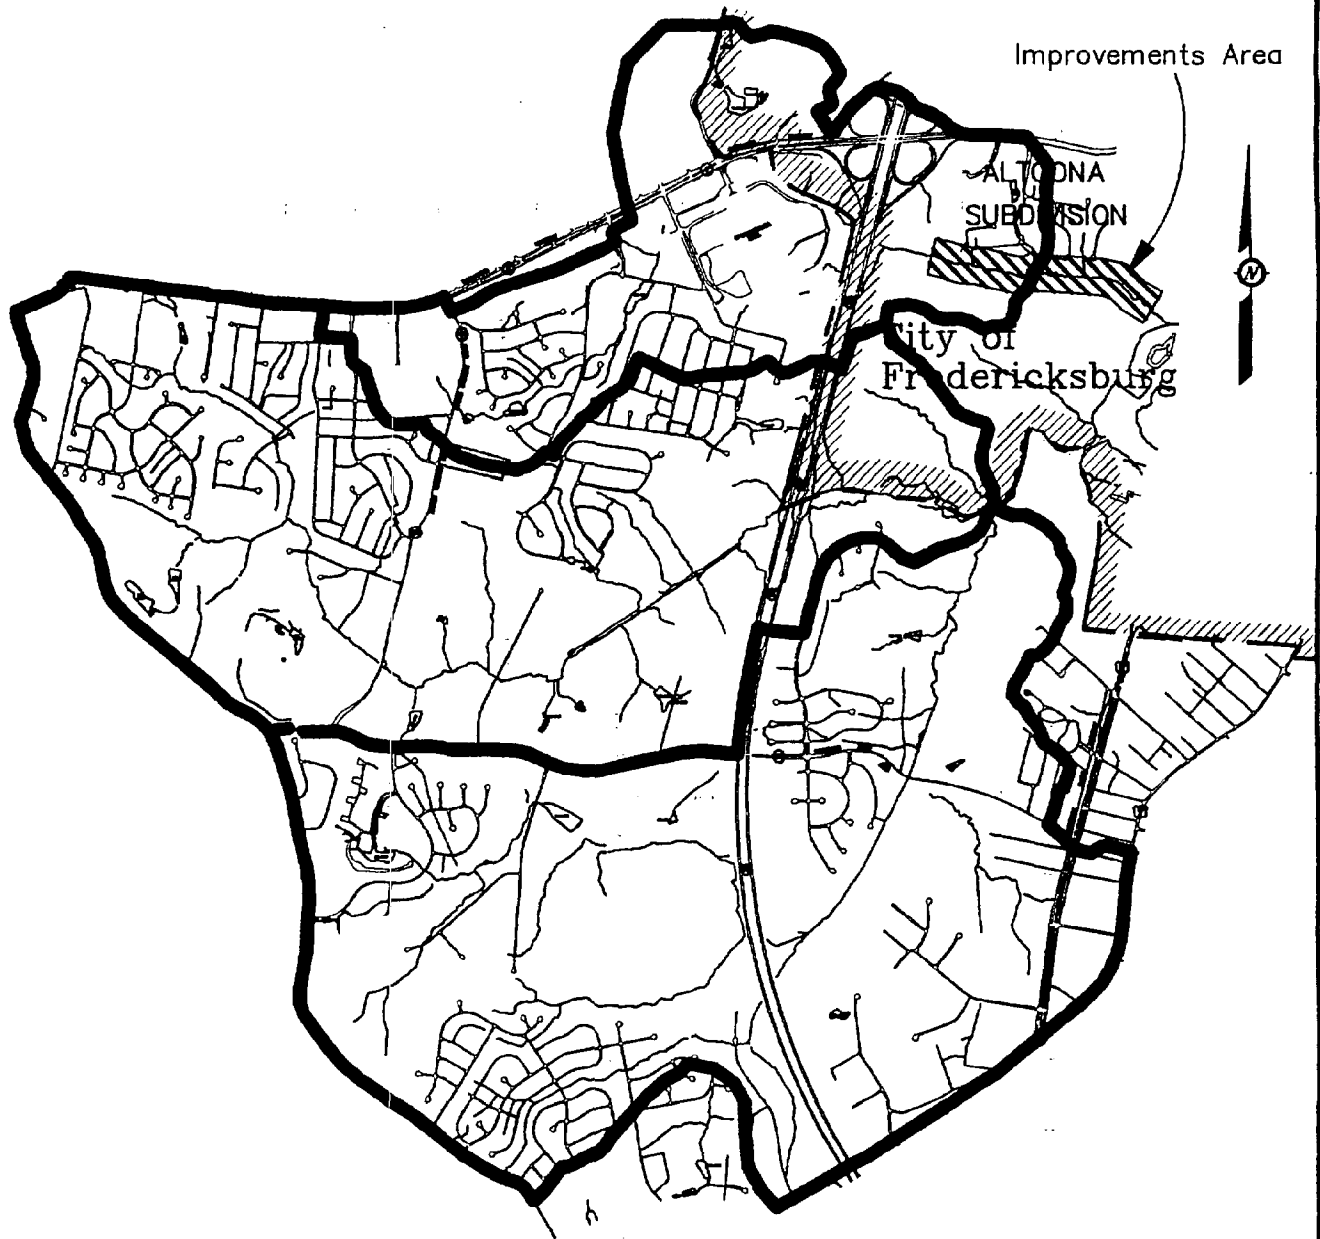 Improvements Area
ALTOONA
SUBDIVISION
N
City of
Fredericksburg